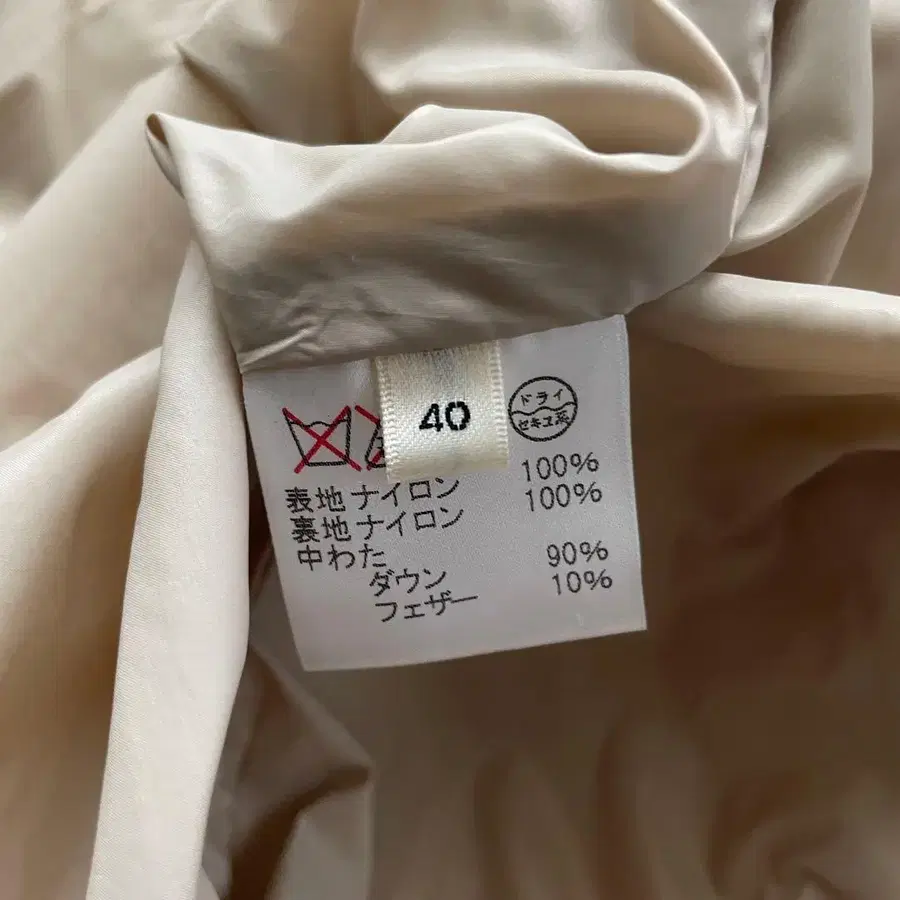 40
ドライ
セキユ系
表地 ナイロン 100%
裏地 ナイロン 100%
中わた
ダウン 90%
フェザー 10%